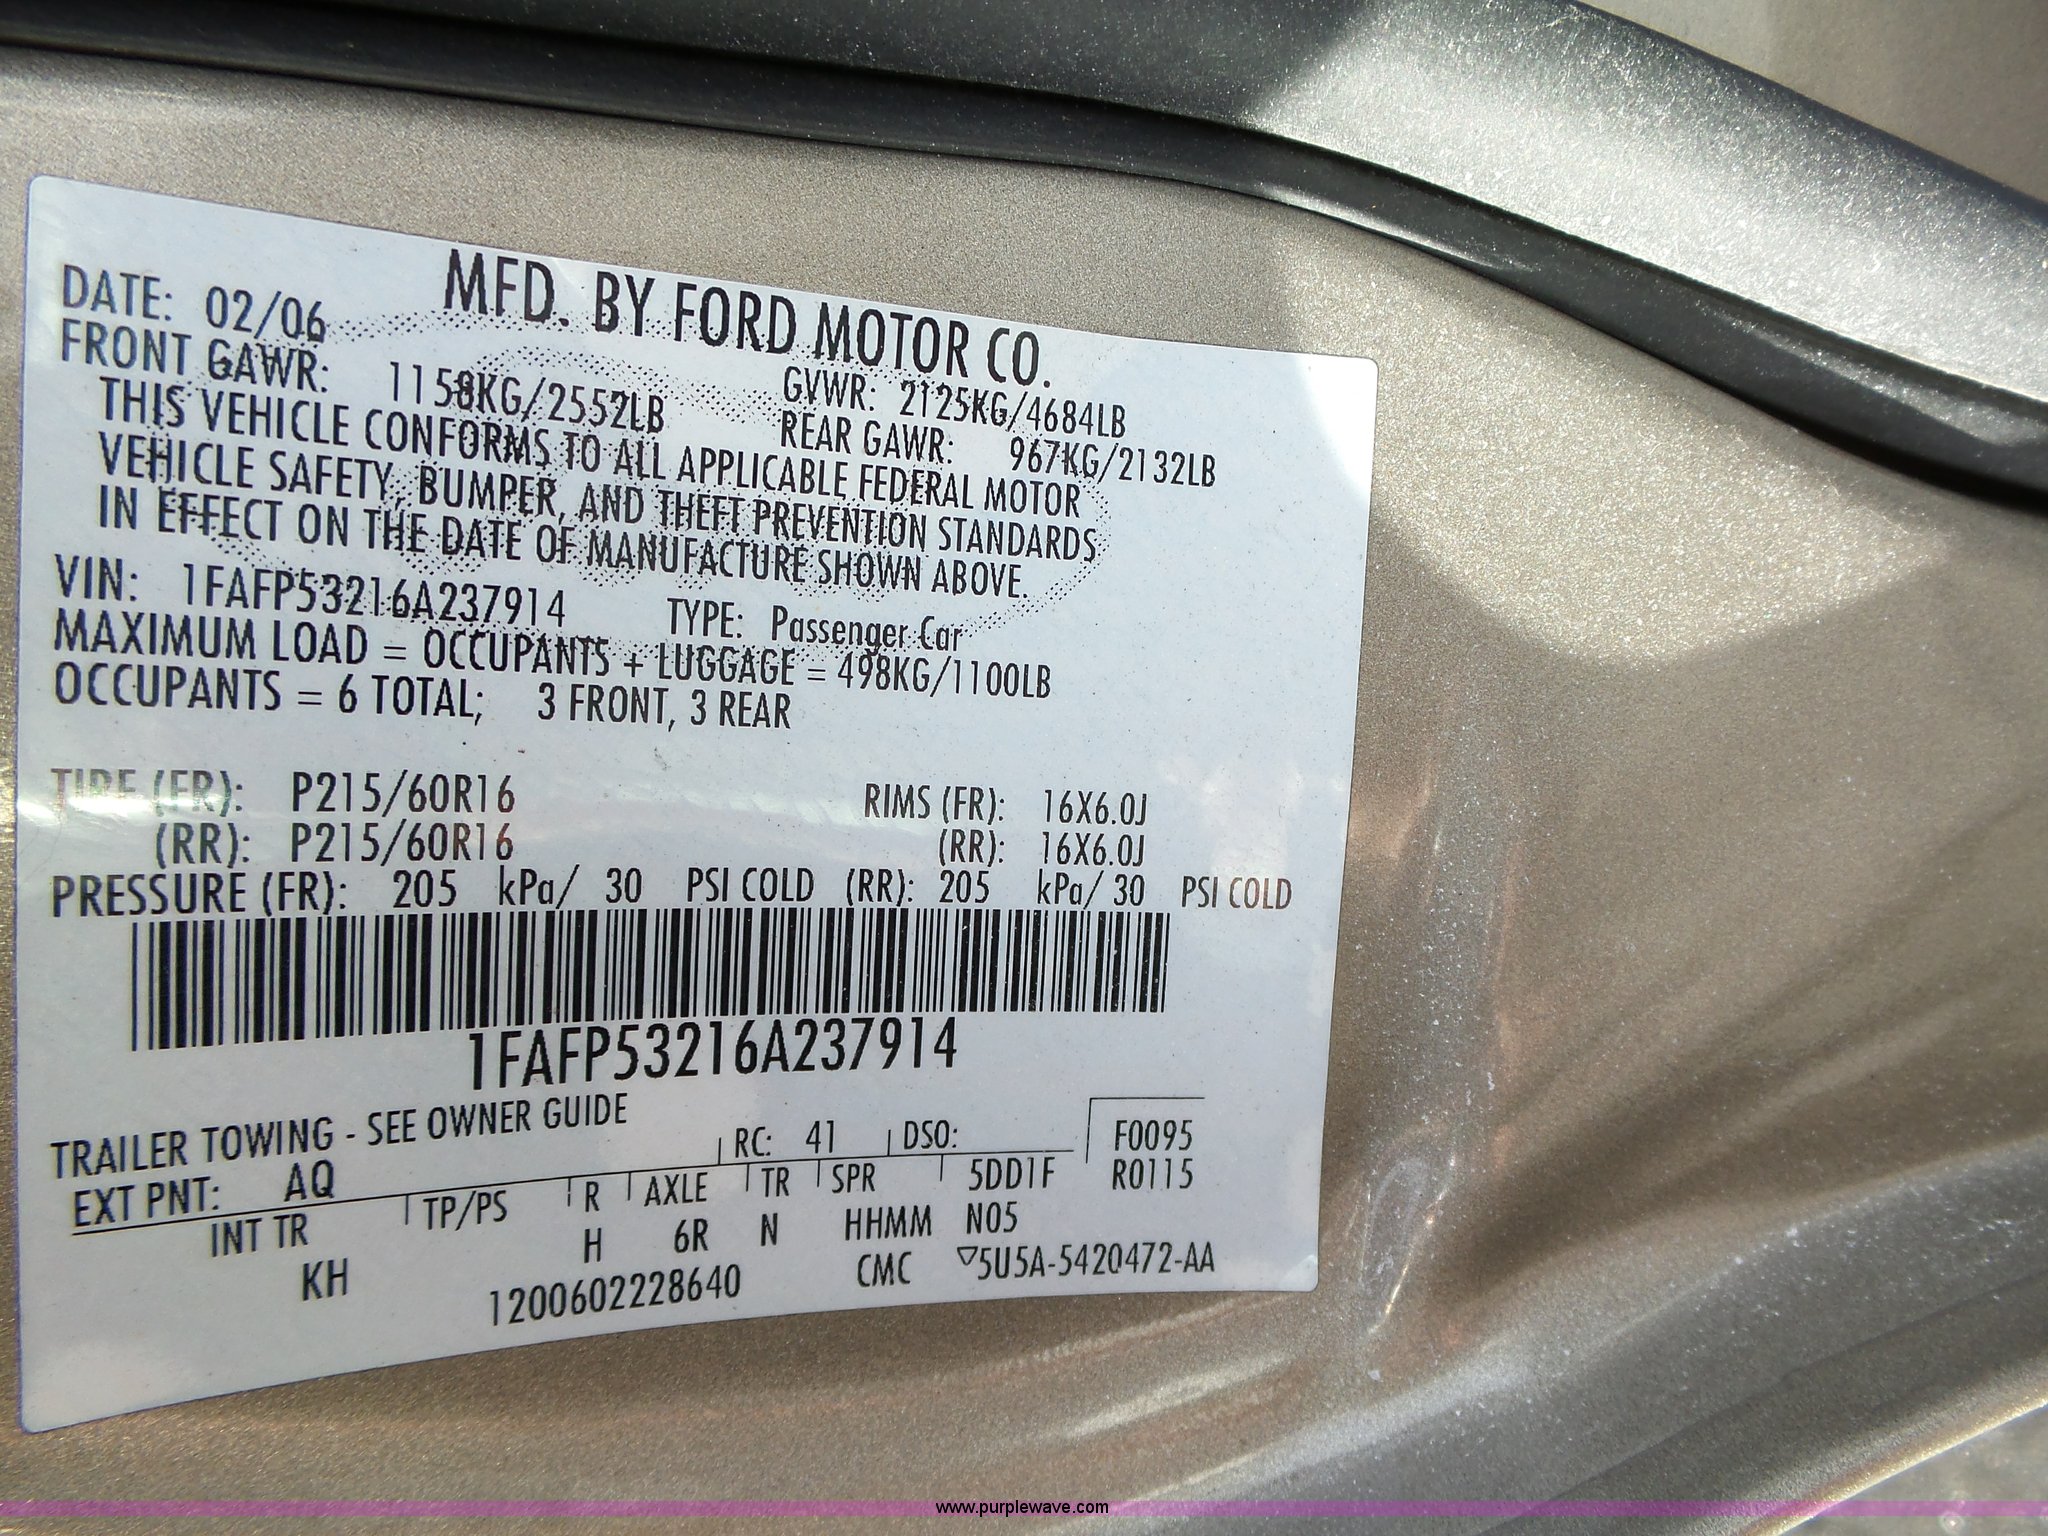 MFD. BY FORD MOTOR CO.
DATE: 02/06 GVWR: 2125KG/4684LB
FRONT GAWR: 1158KG/2552LB REAR GAWR: 967KG/2132LB
THIS VEHICLE CONFORMS TO ALL APPLICABLE FEDERAL MOTOR
VEHICLE SAFETY, BUMPER, AND THEFT PREVENTION STANDARDS
IN EFFECT ON THE DATE OF MANUFACTURE SHOWN ABOVE.
VIN: 1FAFP53216A237914 TYPE: Passenger Car
MAXIMUM LOAD = OCCUPANTS + LUGGAGE = 498KG/1100LB
OCCUPANTS = 6 TOTAL; 3 FRONT, 3 REAR
TIRE (FR): P215/60R16 RIMS (FR): 16X6.0J
(RR): P215/60R16 (RR): 16X6.0J
PRESSURE (FR): 205 kPa/ 30 PSI COLD (RR): 205 kPa/ 30 PSI COLD
1FAFP53216A237914
TRAILER TOWING - SEE OWNER GUIDE
EXT PNT: AQ RC: 41 DSO: F0095
INT TR TP/PS R AXLE TR SPR 5DD1F R0115
KH H 6R N HHMM N05
1200602228640 CMC ▽5U5A-5420472-AA
www.purplewave.com